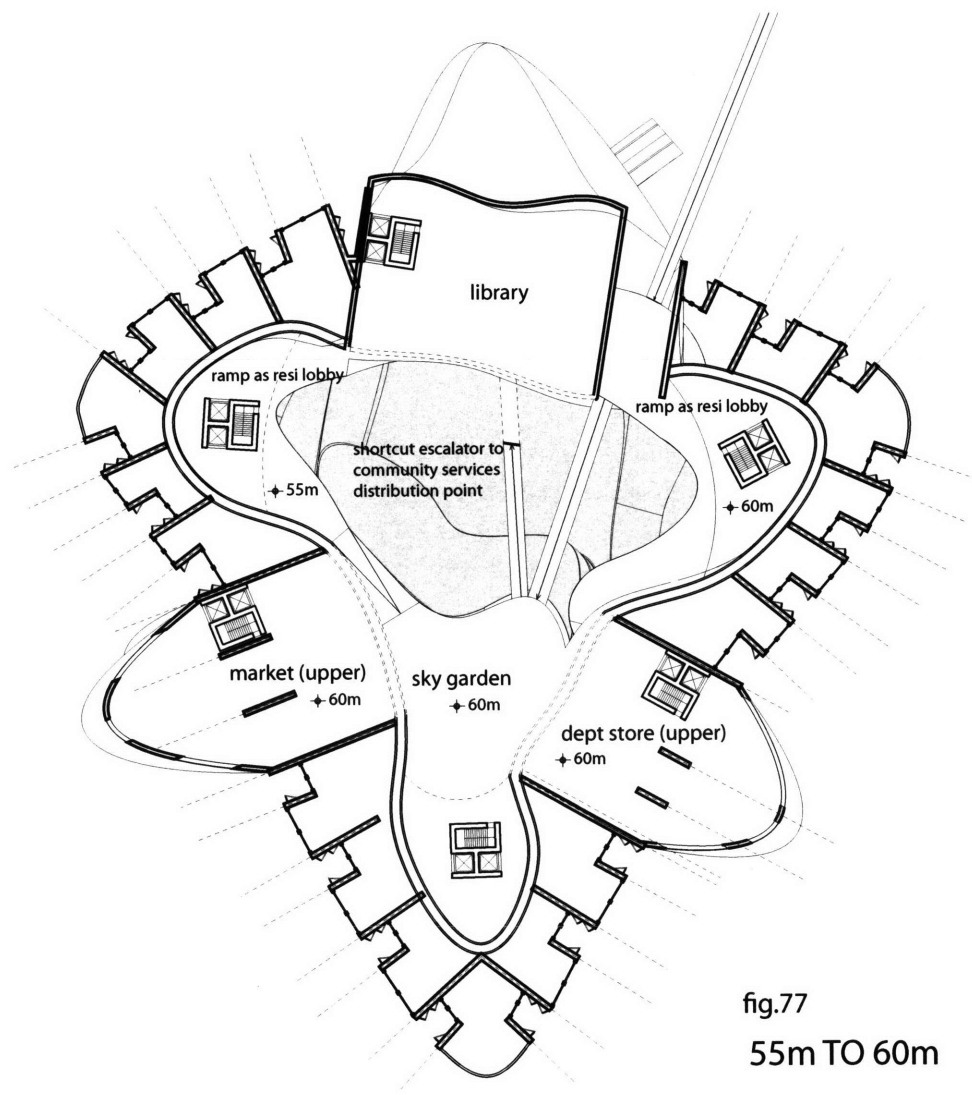 library
ramp as resi lobby
ramp as resi lobby
shortcut escalator to
community services
distribution point
55m
60m
market (upper)
60m
sky garden
60m
dept store (upper)
60m
fig.77
55m TO 60m